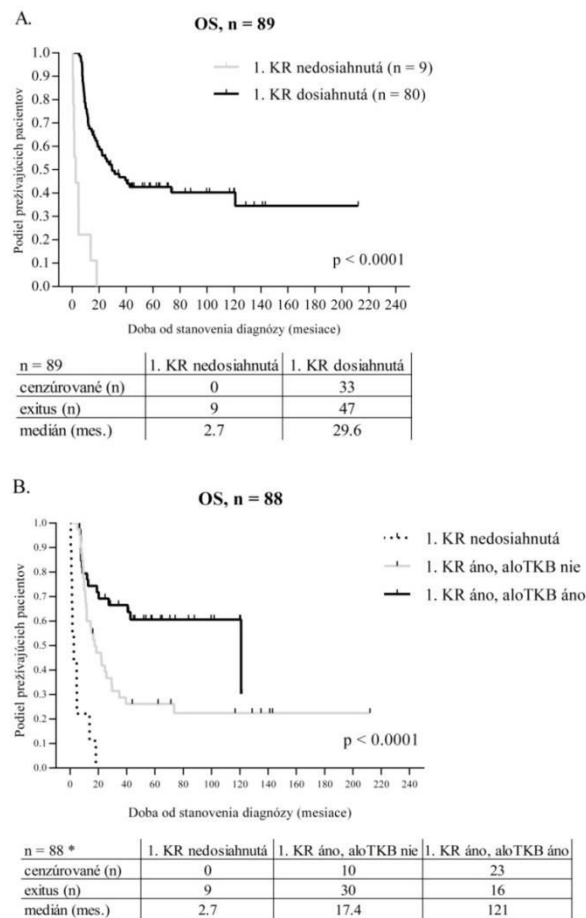 A.
OS, n = 89
1. KR nedosiahnutá (n = 9)
1. KR dosiahnutá (n = 80)
Podiel prežívajúcich pacientov
1.0
0.9
0.8
0.7
0.6
0.5
0.4
0.3
0.2
0.1
0.0
p < 0.0001
0 20 40 60 80 100 120 140 160 180 200 220 240
Doba od stanovenia diagnózy (mesiace)
n = 89 1. KR nedosiahnutá 1. KR dosiahnutá
cenzúrované (n) 0 33
exitus (n) 9 47
medián (mes.) 2.7 29.6
B.
OS, n = 88
1. KR nedosiahnutá
1. KR áno, aloTKB nie
1. KR áno, aloTKB áno
Podiel prežívajúcich pacientov
1.0
0.9
0.8
0.7
0.6
0.5
0.4
0.3
0.2
0.1
0.0
p < 0.0001
0 20 40 60 80 100 120 140 160 180 200 220 240
Doba od stanovenia diagnózy (mesiace)
n = 88 * 1. KR nedosiahnutá 1. KR áno, aloTKB nie 1. KR áno, aloTKB áno
cenzúrované (n) 0 10 23
exitus (n) 9 30 16
medián (mes.) 2.7 17.4 121